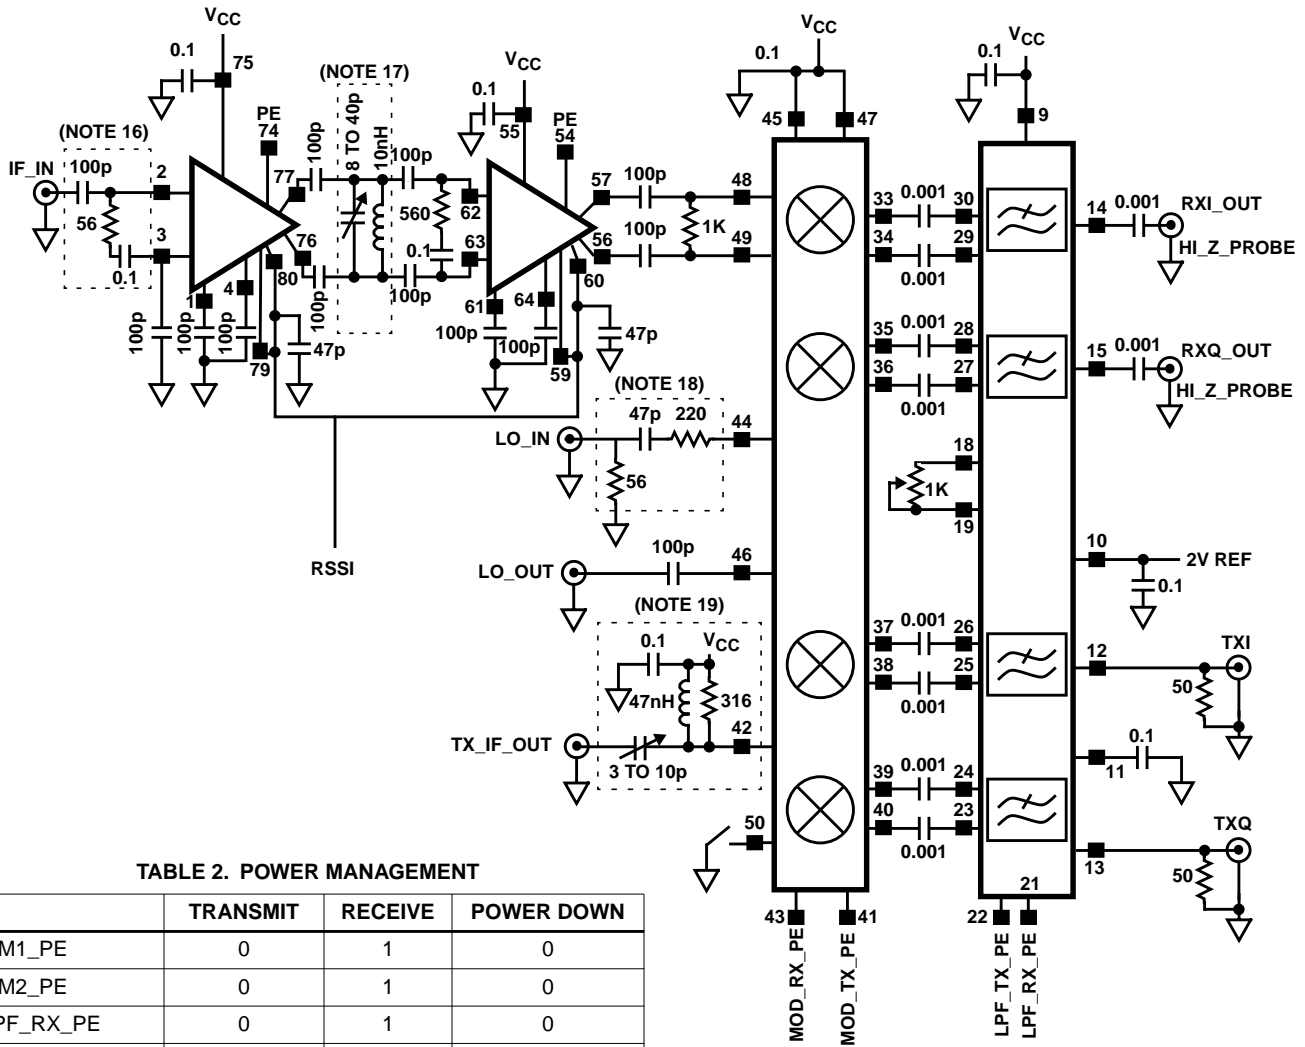 VCC
0.1
75
(NOTE 16)
IF_IN
100p
56
0.1
2
3
PE
74
77
76
80
1
4
79
100p
100p
100p
47p
100p
100p
(NOTE 17)
8 TO 40p
10nH
100p
100p
560
0.1
VCC
0.1
55
PE
54
62
63
57
56
60
61
64
59
100p
100p
47p
100p
100p
1K
48
49
RSSI
(NOTE 18)
LO_IN
47p
220
56
44
LO_OUT
100p
46
(NOTE 19)
0.1
VCC
47nH
316
TX_IF_OUT
3 TO 10p
42
50
VCC
0.1
45
47
33
0.001
30
34
0.001
29
35
0.001
28
36
0.001
27
37
0.001
26
38
0.001
25
39
0.001
24
40
0.001
23
43
41
MOD_RX_PE
MOD_TX_PE
VCC
0.1
9
14
0.001
RXI_OUT
HI_Z_PROBE
15
0.001
RXQ_OUT
HI_Z_PROBE
18
1K
19
10
2V REF
0.1
12
TXI
50
11
0.1
13
TXQ
50
21
22
LPF_TX_PE
LPF_RX_PE
TABLE 2. POWER MANAGEMENT
TRANSMIT RECEIVE POWER DOWN
M1_PE 0 1 0
M2_PE 0 1 0
PF_RX_PE 0 1 0